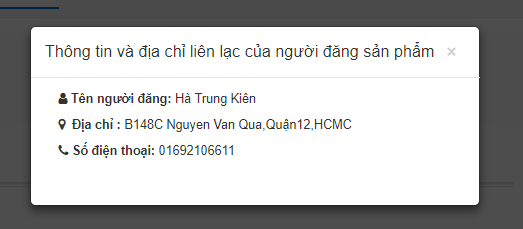 Thông tin và địa chỉ liên lạc của người đăng sản phẩm ×
Tên người đăng: Hà Trung Kiên
Địa chỉ : B148C Nguyen Van Qua,Quận12,HCMC
Số điện thoại: 01692106611